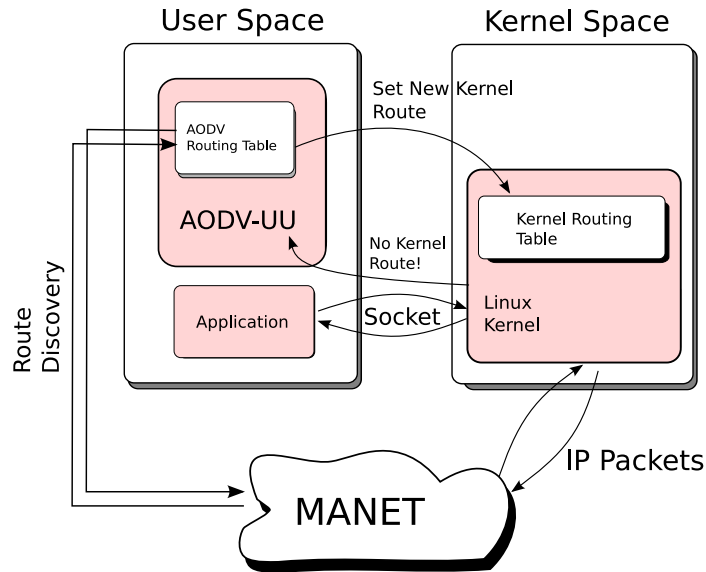 User Space
Kernel Space
Set New Kernel
Route
AODV
Routing Table
AODV-UU
Kernel Routing
Table
No Kernel
Route!
Linux
Kernel
Application
Socket
Route
Discovery
IP Packets
MANET